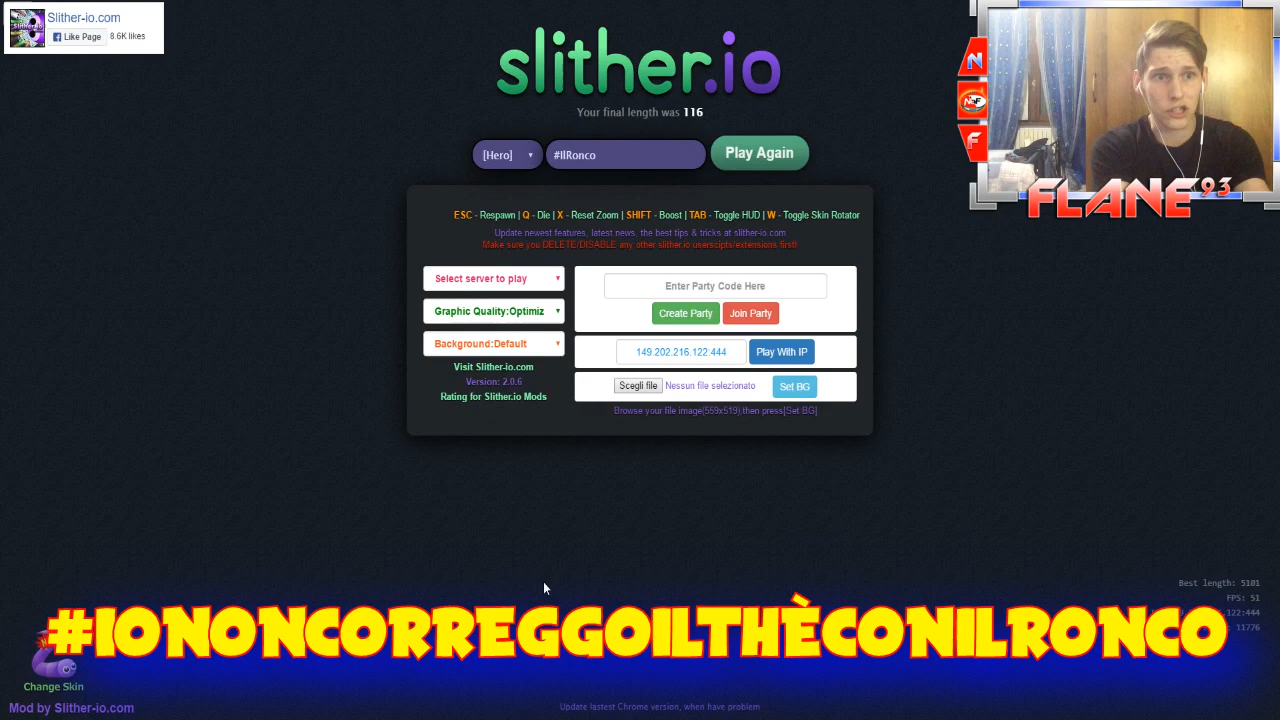 Slither-io.com
Like Page 8.6K likes
slither.io
Your final length was 116
[Hero] #IlRonco Play Again
ESC - Respawn | Q - Die | X - Reset Zoom | SHIFT - Boost | TAB - Toggle HUD | W - Toggle Skin Rotator
Update newest features, latest news, the best tips & tricks at slither-io.com
Make sure you DELETE/DISABLE any other slither.io userscipts/extensions first!
Select server to play
Graphic Quality:Optimiz
Background:Default
Visit Slither-io.com
Version: 2.0.6
Rating for Slither.io Mods
Enter Party Code Here
Create Party Join Party
149.202.216.122:444 Play With IP
Scegli file Nessun file selezionato Set BG
Browse your file image(559x519),then press[Set BG]
N
NaF
F
FLANE93
Best length: 5101
FPS: 51
:122:444
: 11776
#IONONCORREGGOILTHÈCONILRONCO
Change Skin
Mod by Slither-io.com
Update lastest Chrome version, when have problem